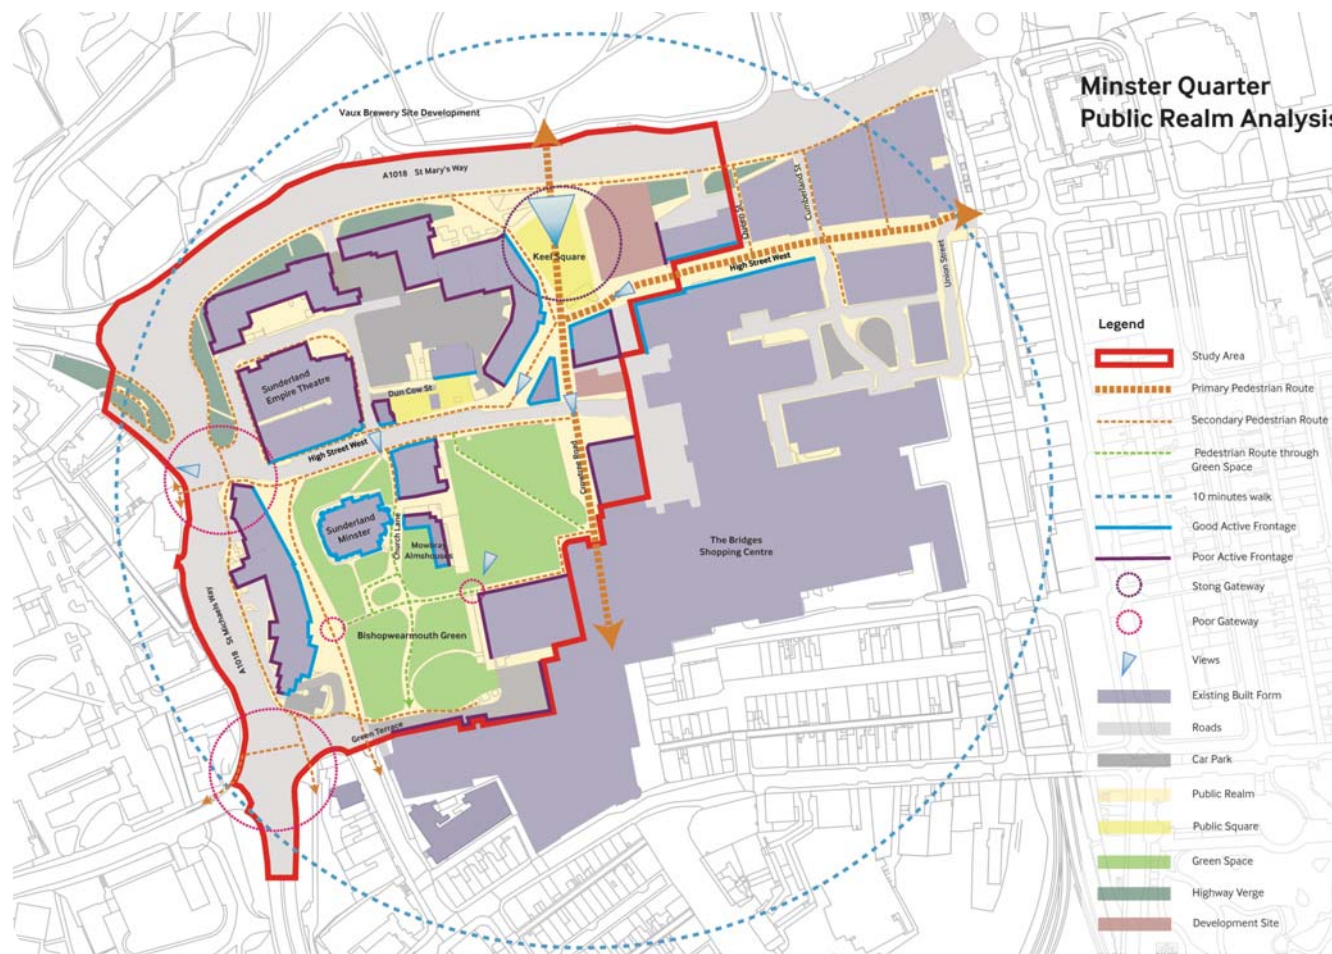 Minster Quarter
Public Realm Analysis
Vaux Brewery Site Development
A1018 St Mary's Way
Keel Square
High Street West
Dunn St
Cumberland St
Union Street
Sunderland
Empire Theatre
Dun Cow St
High Street West
Crowtree Road
Sunderland
Minster
Church Lane
Mowbray
Almshouses
The Bridges
Shopping Centre
Bishopwearmouth Green
A1018 St Michaels Way
Green Terrace
Legend
Study Area
Primary Pedestrian Route
Secondary Pedestrian Route
Pedestrian Route through
Green Space
10 minutes walk
Good Active Frontage
Poor Active Frontage
Stong Gateway
Poor Gateway
Views
Existing Built Form
Roads
Car Park
Public Realm
Public Square
Green Space
Highway Verge
Development Site